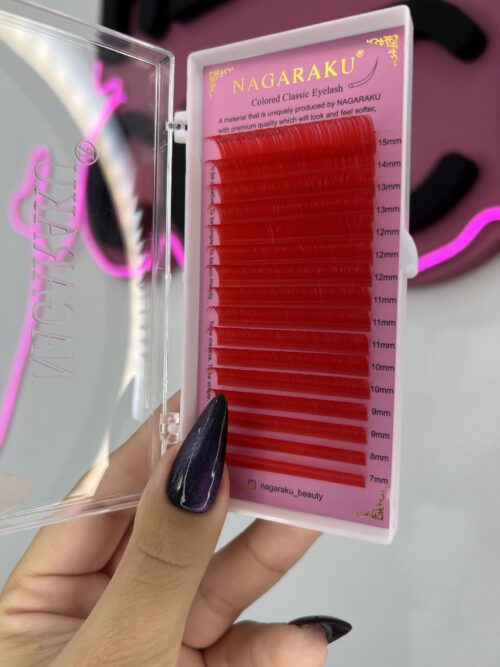 NAGARAKU®
Colored Classic Eyelash
A material that is uniquely produced by NAGARAKU
with premium quality which will look and feel softer.
15mm
14mm
13mm
13mm
12mm
12mm
12mm
11mm
11mm
11mm
10mm
10mm
9mm
9mm
8mm
7mm
nagaraku_beauty
NAGARAKU®